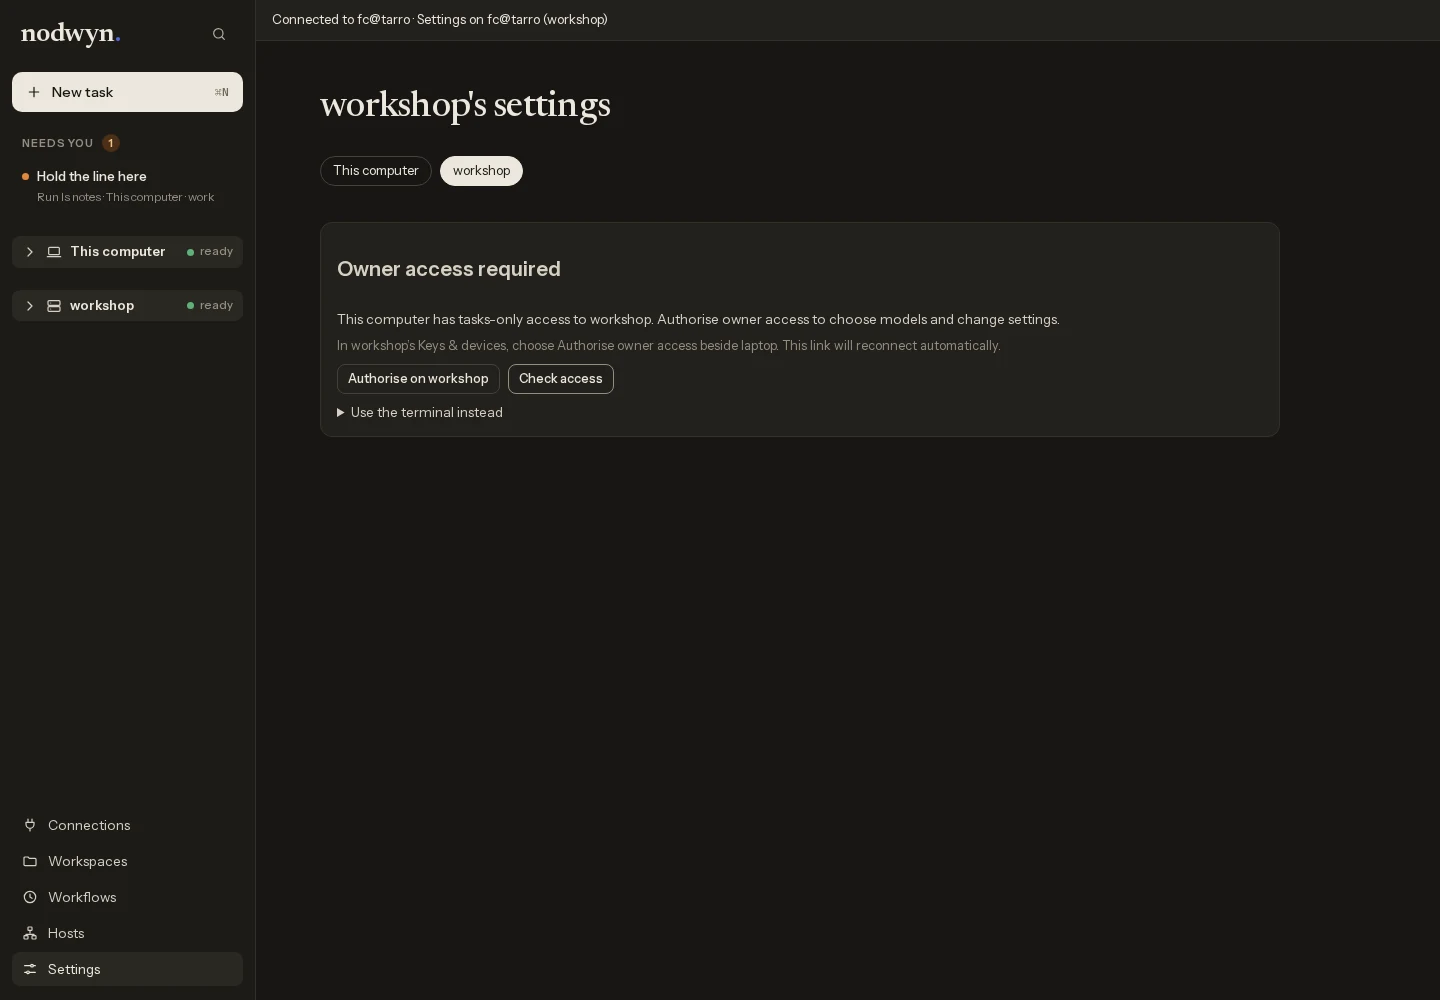 nodwyn.
New task ⌘N
NEEDS YOU 1
Hold the line here
Run ls notes · This computer · work
This computer ready
workshop ready
Connections
Workspaces
Workflows
Hosts
Settings
Connected to fc@tarro · Settings on fc@tarro (workshop)
workshop's settings
This computer workshop
Owner access required
This computer has tasks-only access to workshop. Authorise owner access to choose models and change settings.
In workshop's Keys & devices, choose Authorise owner access beside laptop. This link will reconnect automatically.
Authorise on workshop Check access
Use the terminal instead